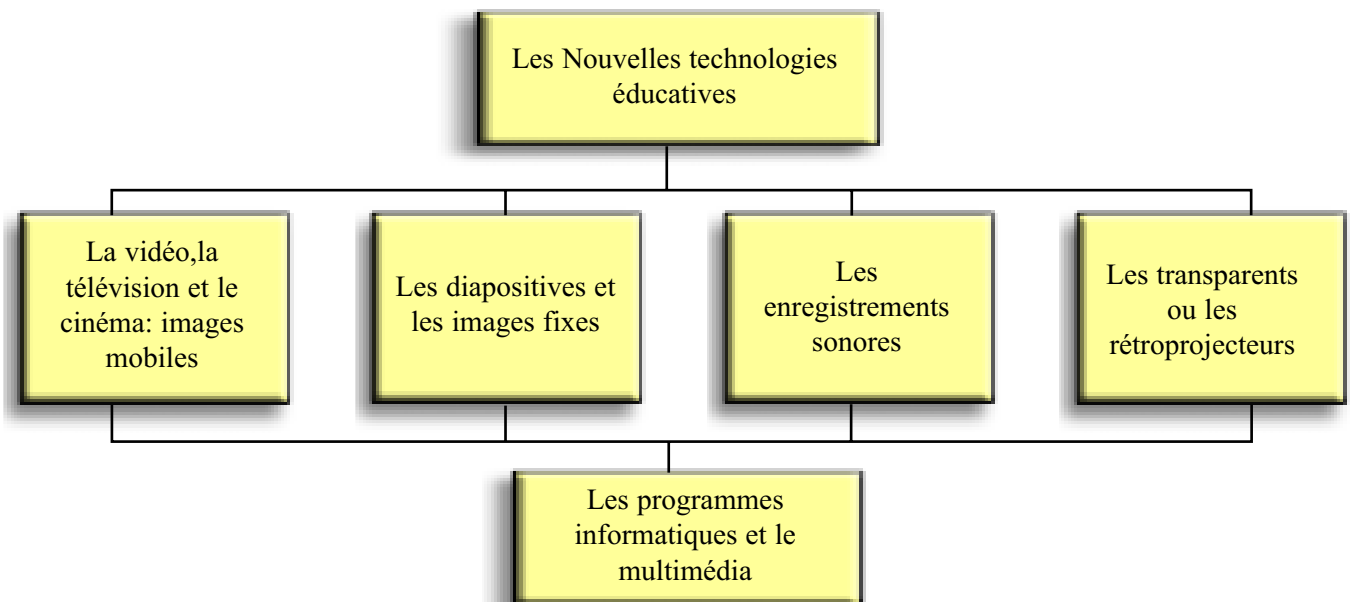 Les Nouvelles technologies
éducatives
La vidéo,la
télévision et le
cinéma: images
mobiles
Les diapositives et
les images fixes
Les
enregistrements
sonores
Les transparents
ou les
rétroprojecteurs
Les programmes
informatiques et le
multimédia